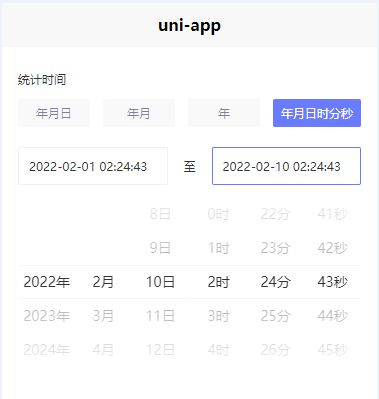 uni-app
统计时间
年月日 年月 年 年月日时分秒
2022-02-01 02:24:43 至 2022-02-10 02:24:43
8日 0时 22分 41秒
9日 1时 23分 42秒
2022年 2月 10日 2时 24分 43秒
2023年 3月 11日 3时 25分 44秒
2024年 4月 12日 4时 26分 45秒